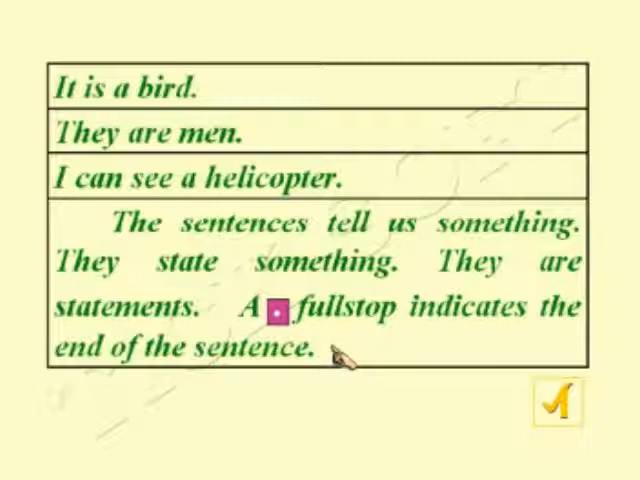 It is a bird.
They are men.
I can see a helicopter.
The sentences tell us something.
They state something. They are
statements. A . fullstop indicates the
end of the sentence.